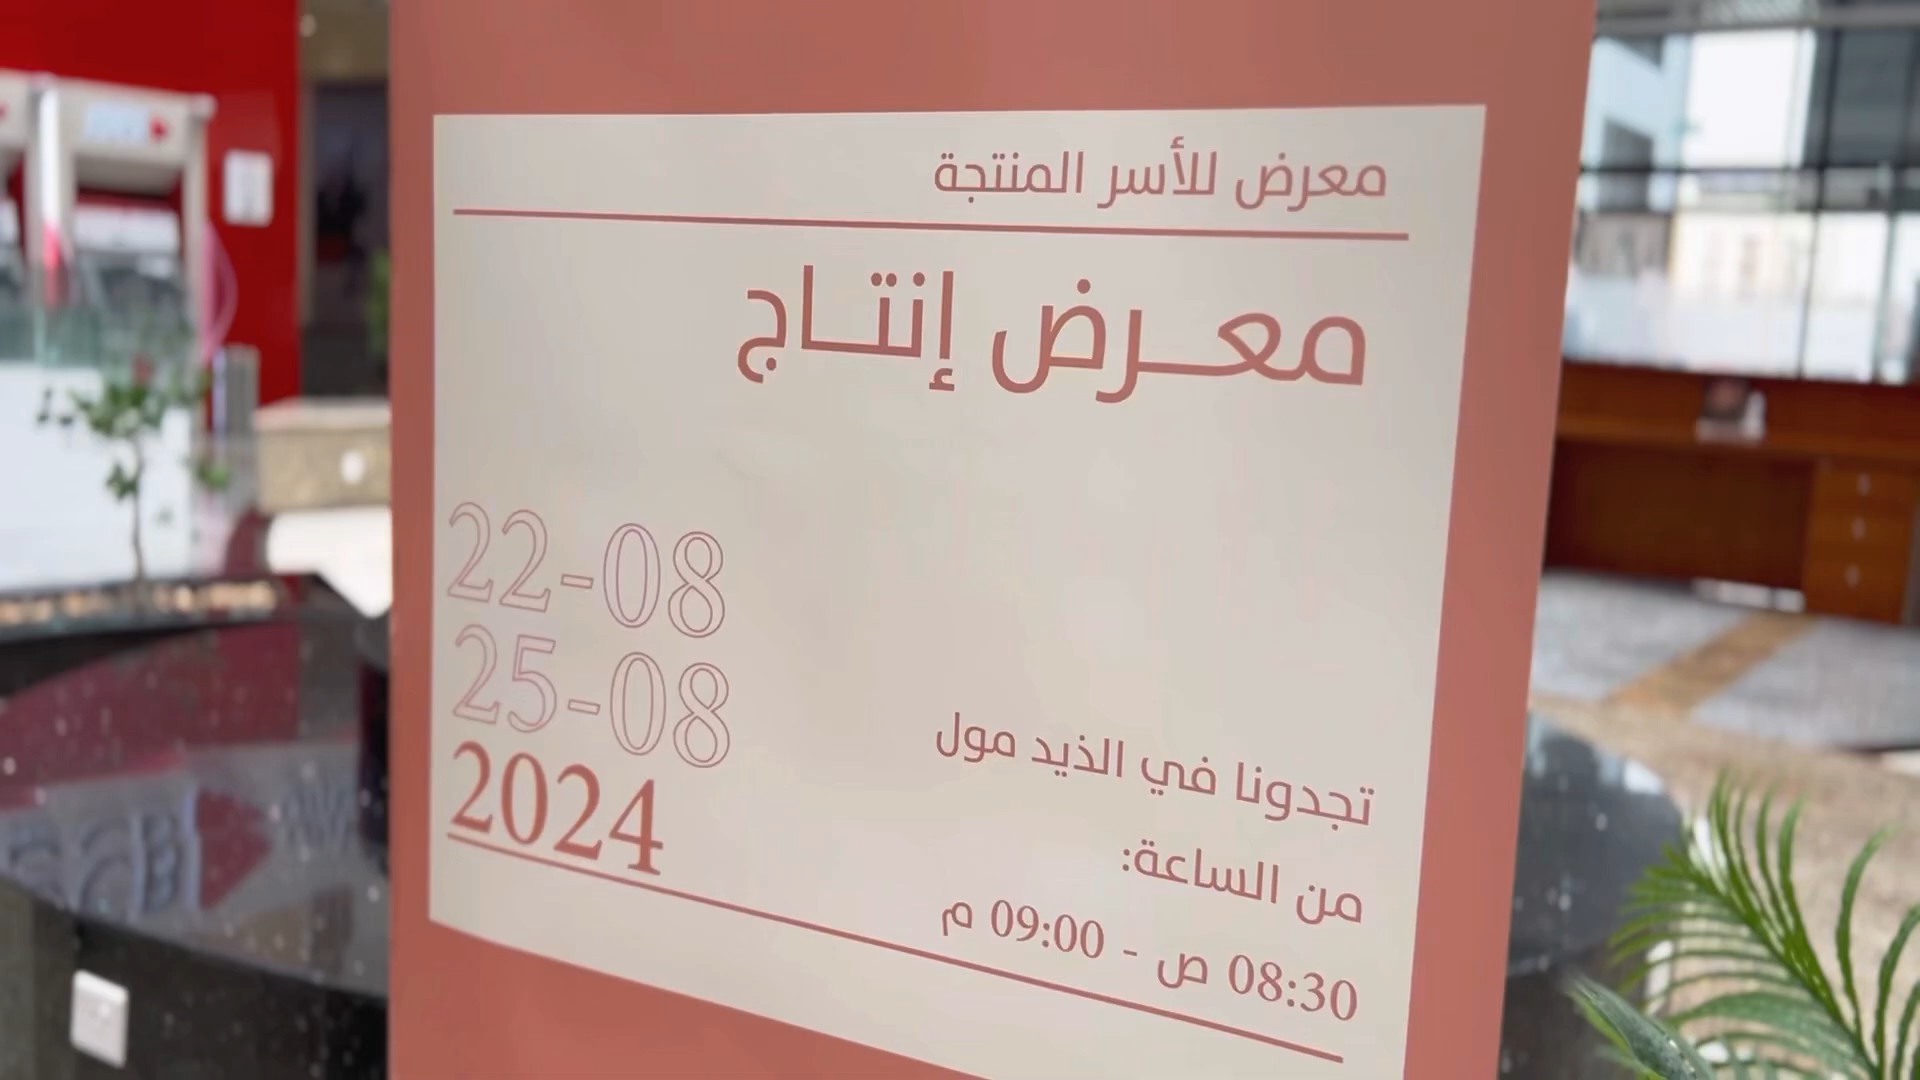 معرض للأسر المنتجة
معـرض إنتـاج
22-08
25-08
2024
تجدونا في الذيد مول
من الساعة:
08:30 ص - 09:00 م